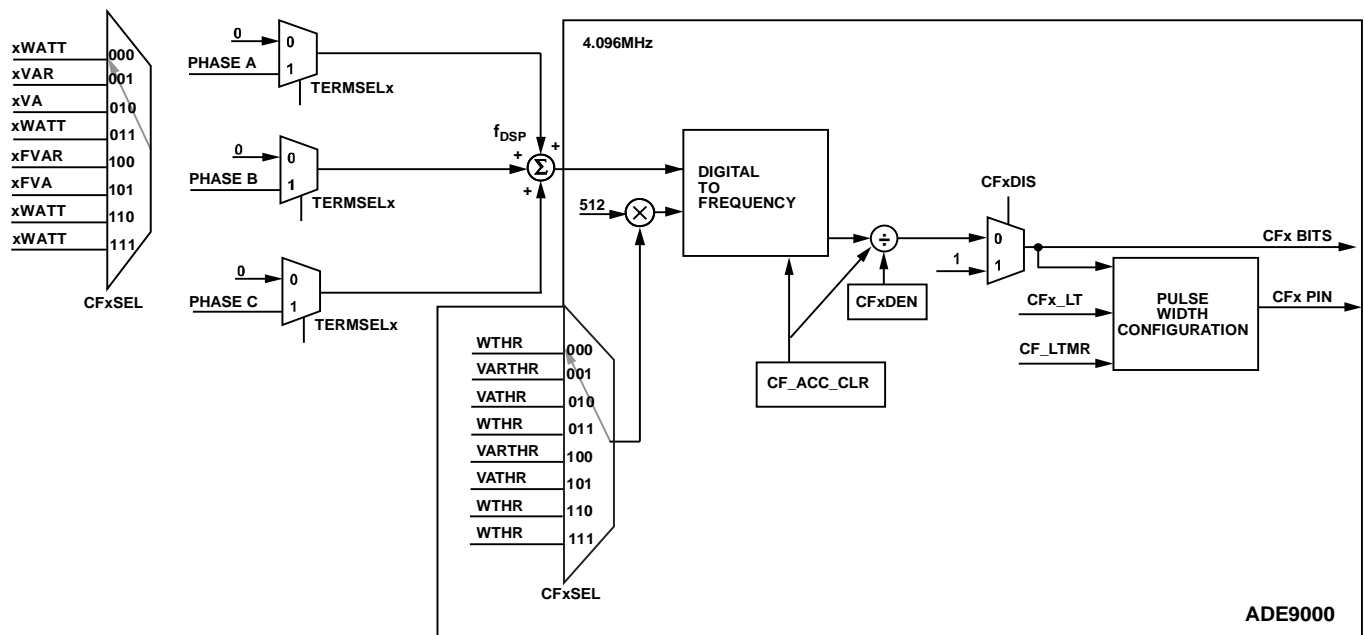 xWATT 000
xVAR 001
xVA 010
xWATT 011
xFVAR 100
xFVA 101
xWATT 110
xWATT 111
CFxSEL
0 0
PHASE A 1
TERMSELx
0 0
PHASE B 1
TERMSELx
0 0
PHASE C 1
TERMSELx
fDSP
+
+
+
+
Σ
4.096MHz
512
×
DIGITAL
TO
FREQUENCY
÷
CFxDEN
CF_ACC_CLR
CFxDIS
0
1 1
CFx BITS
CFx_LT
CF_LTMR
PULSE
WIDTH
CONFIGURATION
CFx PIN
WTHR 000
VARTHR 001
VATHR 010
WTHR 011
VARTHR 100
VATHR 101
WTHR 110
WTHR 111
CFxSEL
ADE9000